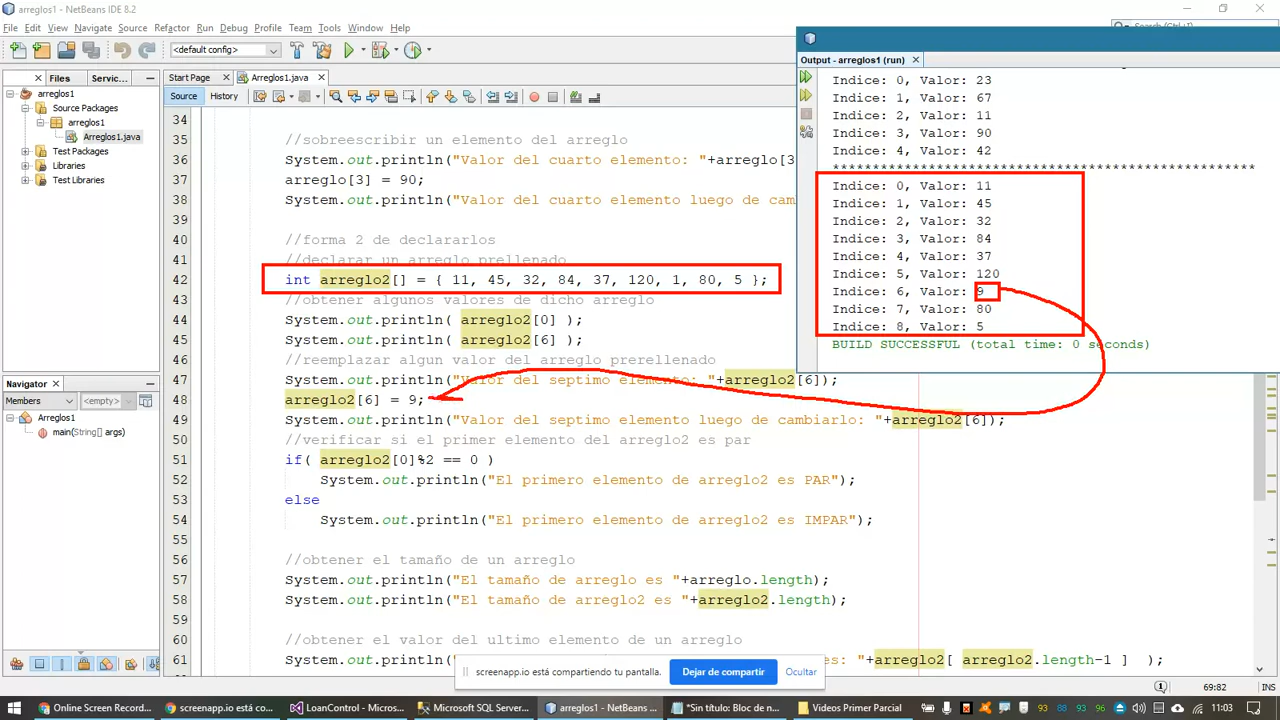 arreglos1 - NetBeans IDE 8.2
File Edit View Navigate Source Refactor Run Debug Profile Team Tools Window Help
Search (Ctrl+I)
<default config>
Files Servic...
Start Page
Arreglos1.java
Source History
arreglos1
Source Packages
arreglos1
Arreglos1.java
Test Packages
Libraries
Test Libraries
Navigator
Members <empty>
Arreglos1
main(String[] args)
34
35 //sobreescribir un elemento del arreglo
36 System.out.println("Valor del cuarto elemento: "+arreglo[3
37 arreglo[3] = 90;
38 System.out.println("Valor del cuarto elemento luego de cam
39
40 //forma 2 de declararlos
41 //declarar un arreglo prellenado
42 int arreglo2[] = { 11, 45, 32, 84, 37, 120, 1, 80, 5 };
43 //obtener algunos valores de dicho arreglo
44 System.out.println( arreglo2[0] );
45 System.out.println( arreglo2[6] );
46 //reemplazar algun valor del arreglo prerellenado
47 System.out.println("Valor del septimo elemento: "+arreglo2[6]);
48 arreglo2[6] = 9;
49 System.out.println("Valor del septimo elemento luego de cambiarlo: "+arreglo2[6]);
50 //verificar si el primer elemento del arreglo2 es par
51 if( arreglo2[0]%2 == 0 )
52 System.out.println("El primero elemento de arreglo2 es PAR");
53 else
54 System.out.println("El primero elemento de arreglo2 es IMPAR");
55
56 //obtener el tamaño de un arreglo
57 System.out.println("El tamaño de arreglo es "+arreglo.length);
58 System.out.println("El tamaño de arreglo2 es "+arreglo2.length);
59
60 //obtener el valor del ultimo elemento de un arreglo
61 System.out.println(" es: "+arreglo2[ arreglo2.length-1 ] );
Output - arreglos1 (run)
Indice: 0, Valor: 23
Indice: 1, Valor: 67
Indice: 2, Valor: 11
Indice: 3, Valor: 90
Indice: 4, Valor: 42
*****************************************************
Indice: 0, Valor: 11
Indice: 1, Valor: 45
Indice: 2, Valor: 32
Indice: 3, Valor: 84
Indice: 4, Valor: 37
Indice: 5, Valor: 120
Indice: 6, Valor: 9
Indice: 7, Valor: 80
Indice: 8, Valor: 5
BUILD SUCCESSFUL (total time: 0 seconds)
screenapp.io está compartiendo tu pantalla. Dejar de compartir Ocultar
69:82 INS
Online Screen Record... screenapp.io está co... LoanControl - Micros... Microsoft SQL Server... arreglos1 - NetBeans ... *Sin título: Bloc de n... Videos Primer Parcial 93 88 93 96 11:03